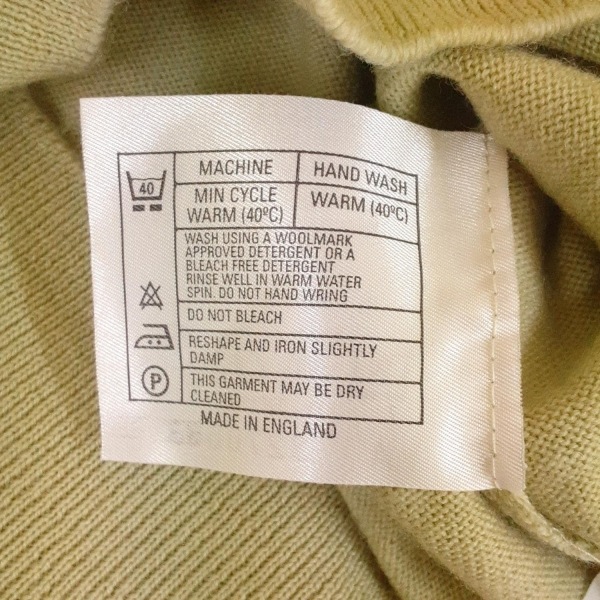 40
MACHINE
HAND WASH
MIN CYCLE
WARM (40ºC)
WARM (40ºC)
WASH USING A WOOLMARK
APPROVED DETERGENT OR A
BLEACH FREE DETERGENT
RINSE WELL IN WARM WATER
SPIN. DO NOT HAND WRING
DO NOT BLEACH
RESHAPE AND IRON SLIGHTLY
DAMP
P
THIS GARMENT MAY BE DRY
CLEANED
MADE IN ENGLAND